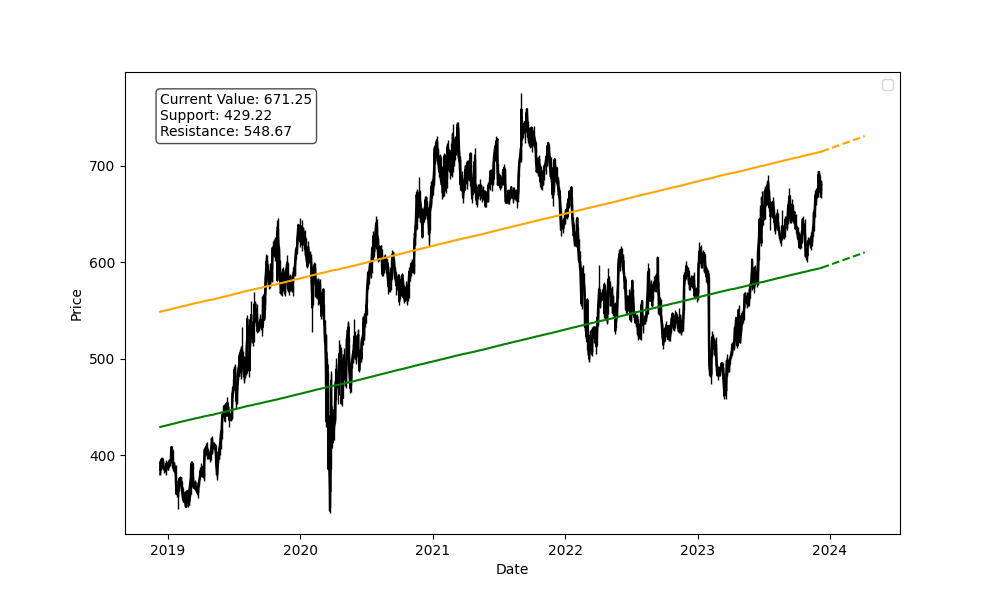 Current Value: 671.25
Support: 429.22
Resistance: 548.67
Price
700
600
500
400
2019 2020 2021 2022 2023 2024
Date